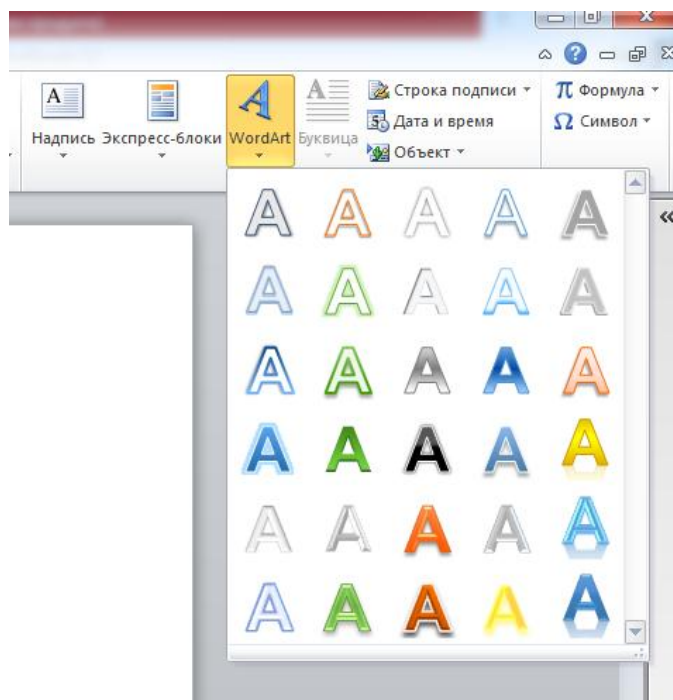 Надпись Экспресс-блоки WordArt Буквица
Строка подписи
Дата и время
Объект
π Формула
Ω Символ
A A A A A
A A A A A
A A A A A
A A A A A
A A A A A
A A A A A